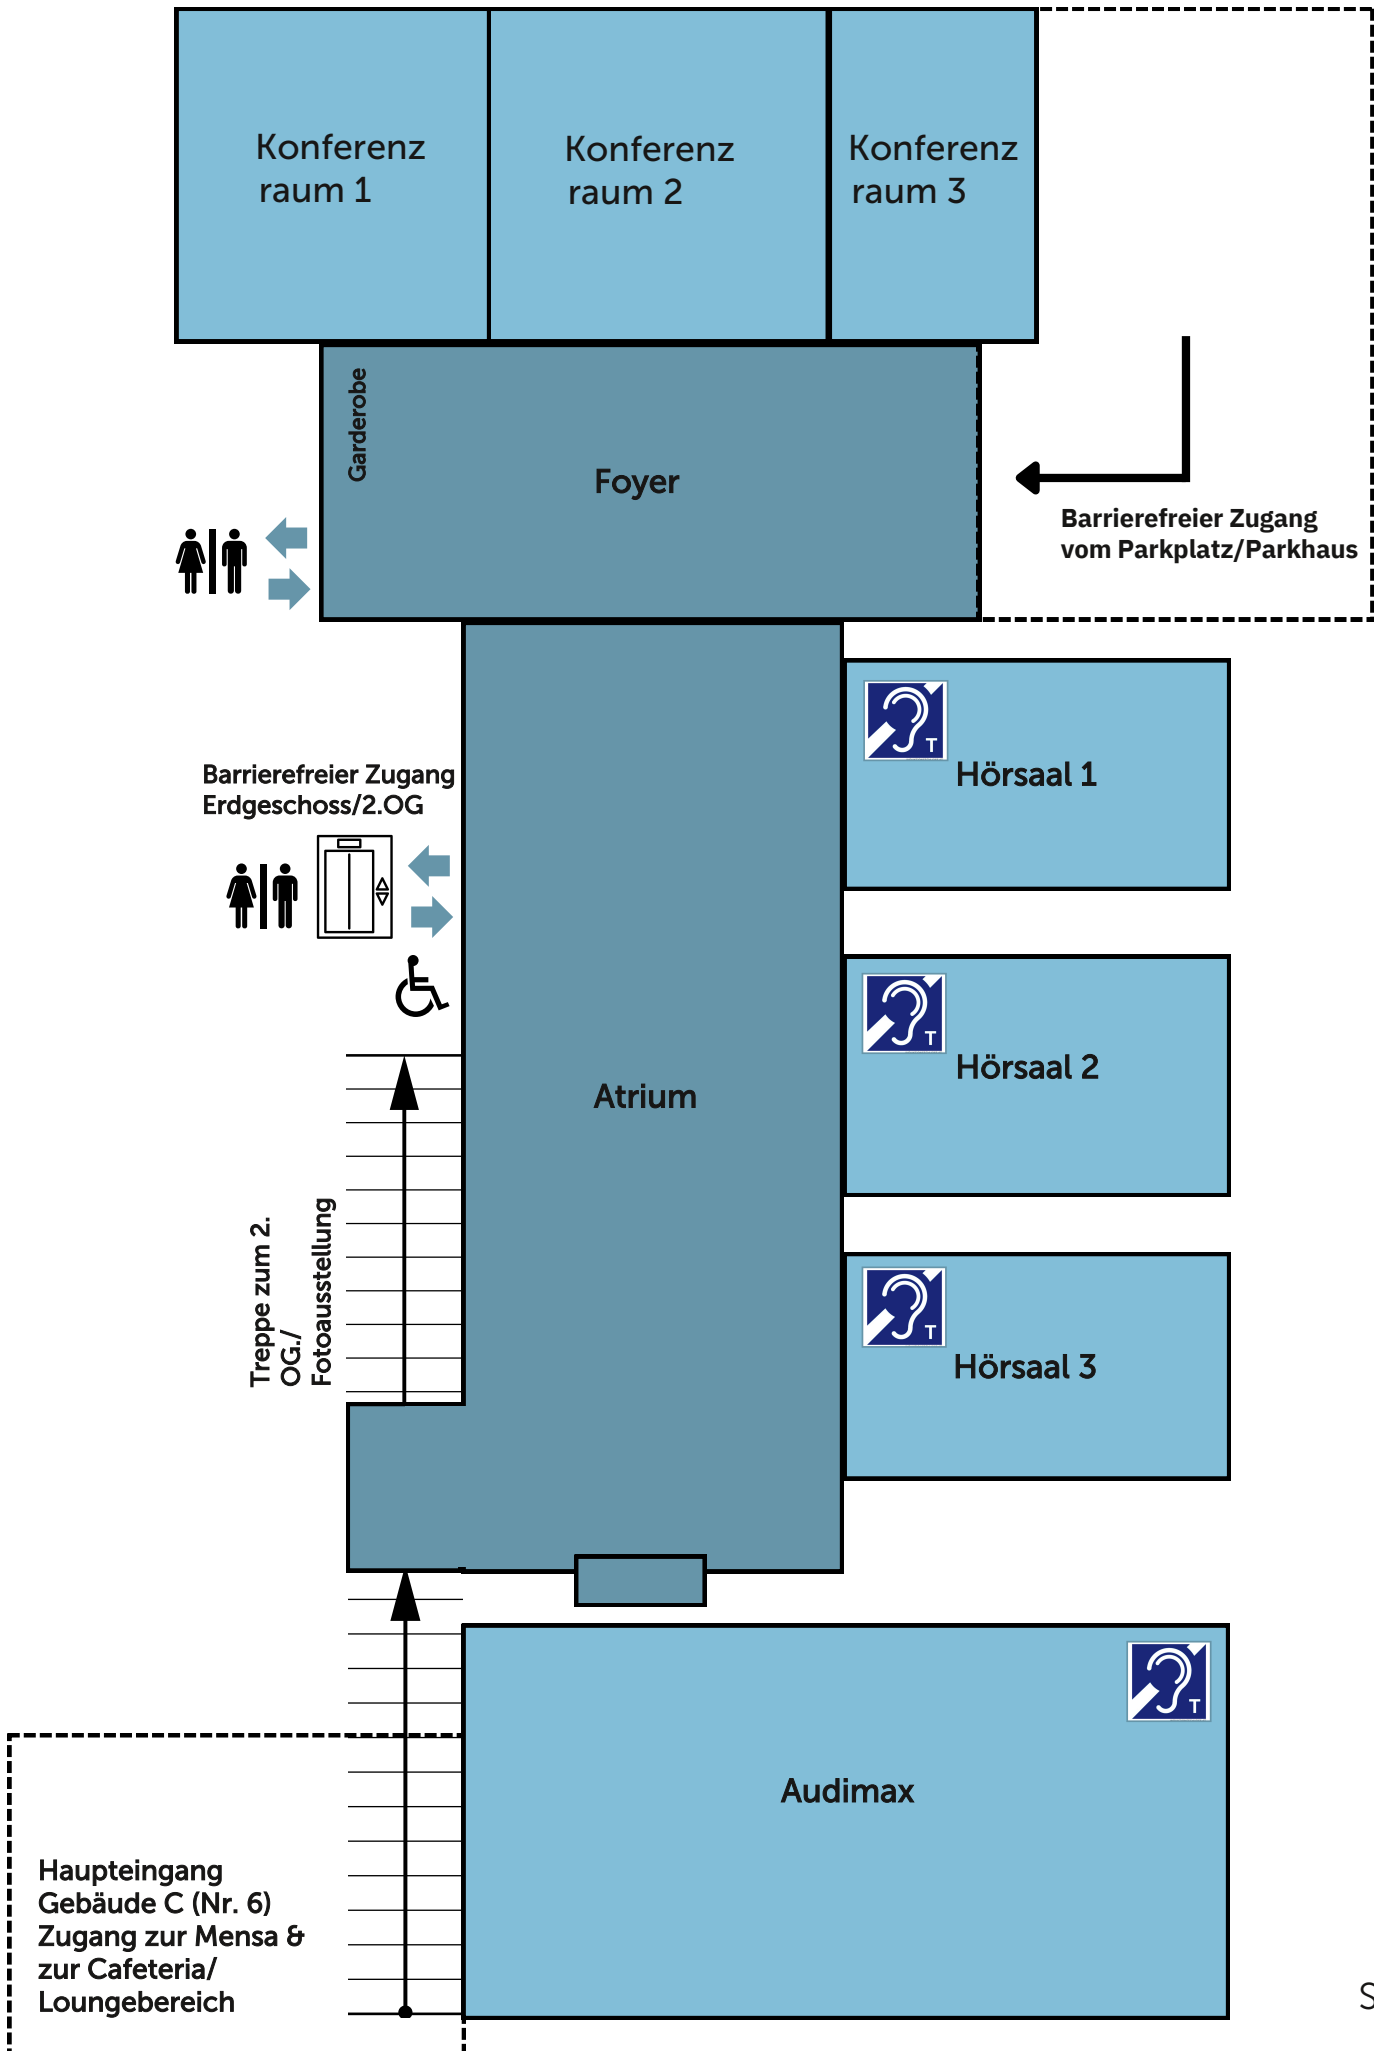 Konferenz
raum 1
Konferenz
raum 2
Konferenz
raum 3
Garderobe
Foyer
Barrierefreier Zugang
vom Parkplatz/Parkhaus
T
Hörsaal 1
Barrierefreier Zugang
Erdgeschoss/2.OG
T
Hörsaal 2
Atrium
Treppe zum 2.
OG./
Fotoausstellung
T
Hörsaal 3
T
Audimax
Haupteingang
Gebäude C (Nr. 6)
Zugang zur Mensa &
zur Cafeteria/
Loungebereich
S